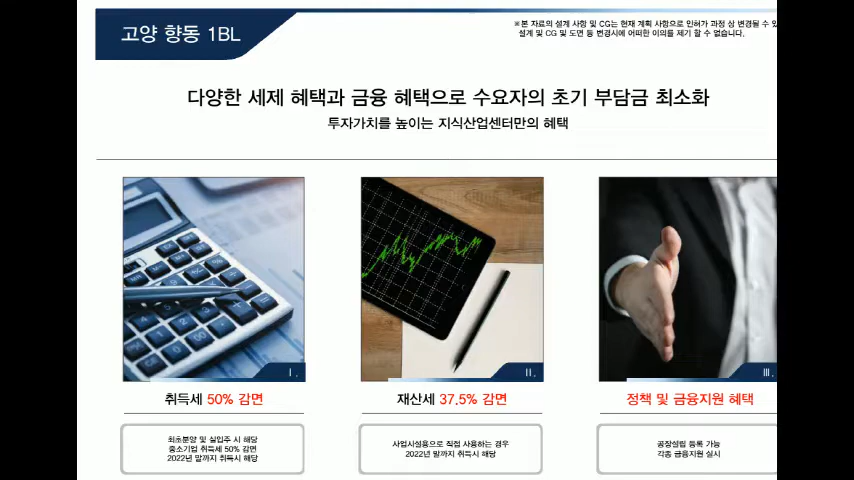 고양 향동 1BL
※본 자료의 설계 사항 및 CG는 현재 계획 사항으로 인허가 과정 상 변경될 수 있
설계 및 CG 및 도면 등 변경시에 어떠한 이의를 제기 할 수 없습니다.
다양한 세제 혜택과 금융 혜택으로 수요자의 초기 부담금 최소화
투자가치를 높이는 지식산업센터만의 혜택
I.
II.
III.
취득세 50% 감면
재산세 37.5% 감면
정책 및 금융지원 혜택
최초분양 및 실입주 시 해당
중소기업 취득세 50% 감면
2022년 말까지 취득시 해당
사업시설용으로 직접 사용하는 경우
2022년 말까지 취득시 해당
공장설립 등록 가능
각종 금융지원 실시